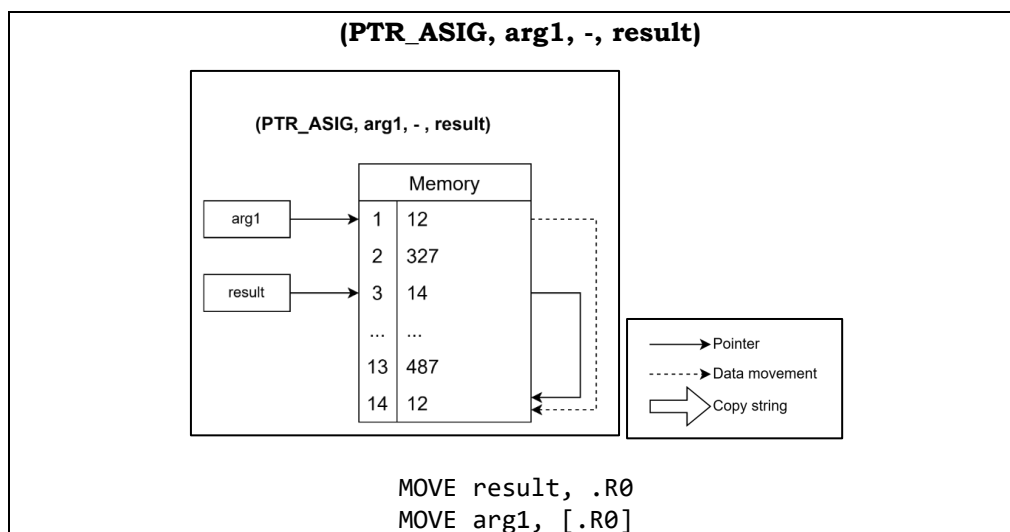 (PTR_ASIG, arg1, -, result)
(PTR_ASIG, arg1, - , result)
Memory
arg1 1 12
2 327
result 3 14
... ...
13 487
14 12
Pointer
Data movement
Copy string
MOVE result, .R0
MOVE arg1, [.R0]